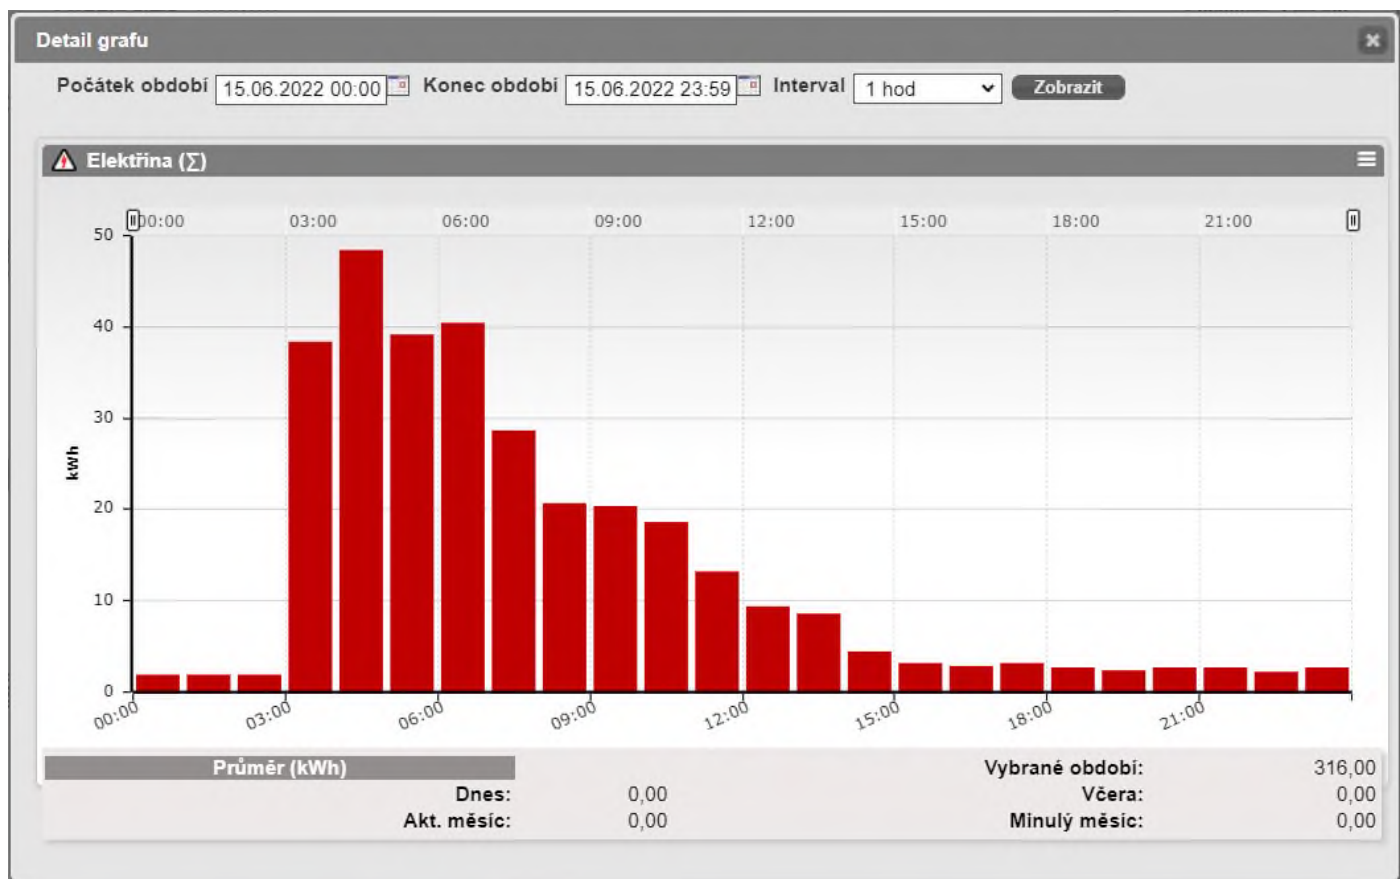 Detail grafu
Počátek období 15.06.2022 00:00 Konec období 15.06.2022 23:59 Interval 1 hod Zobrazit
Elektřina (∑)
00:00 03:00 06:00 09:00 12:00 15:00 18:00 21:00
50
40
30
20
10
0
kWh
00:00 03:00 06:00 09:00 12:00 15:00 18:00 21:00
Průměr (kWh) Vybrané období: 316,00
Dnes: 0,00 Včera: 0,00
Akt. měsíc: 0,00 Minulý měsíc: 0,00